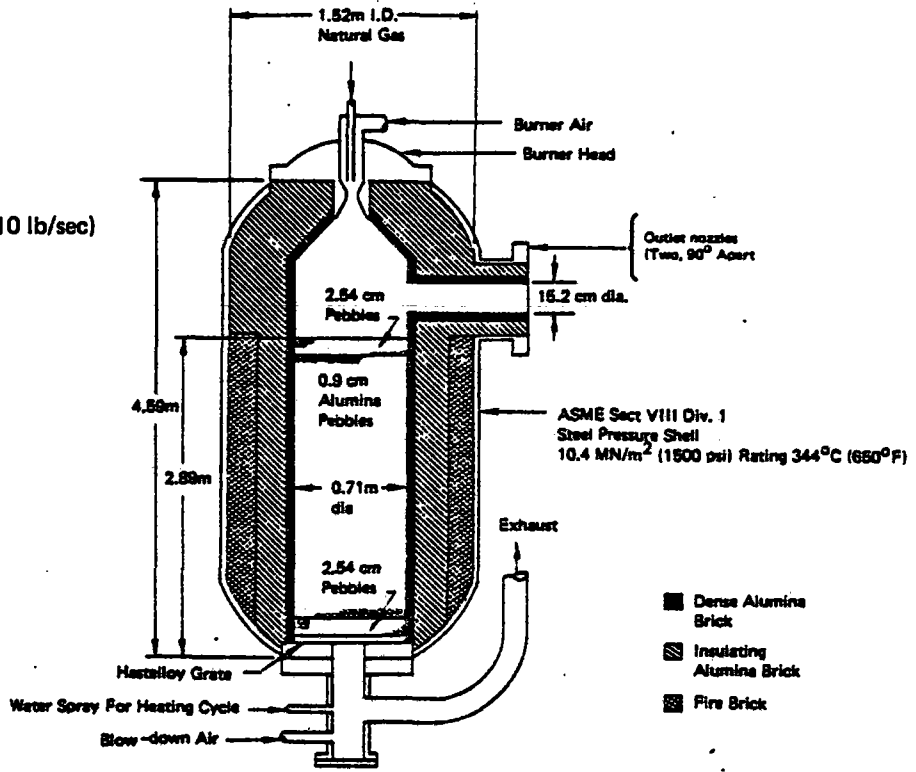 1.52m I.D.
Natural Gas
Burner Air
Burner Head
10 lb/sec)
Outlet nozzles
(Two, 90° Apart
2.54 cm
Pebbles
15.2 cm dia.
0.9 cm
Alumina
Pebbles
4.59m
ASME Sect VIII Div. 1
Steel Pressure Shell
10.4 MN/m² (1500 psi) Rating 344°C (650°F)
2.89m
0.71m
dia
Exhaust
2.54 cm
Pebbles
Dense Alumina
Brick
Insulating
Alumina Brick
Hastelloy Grate
Fire Brick
Water Spray For Heating Cycle
Blow-down Air